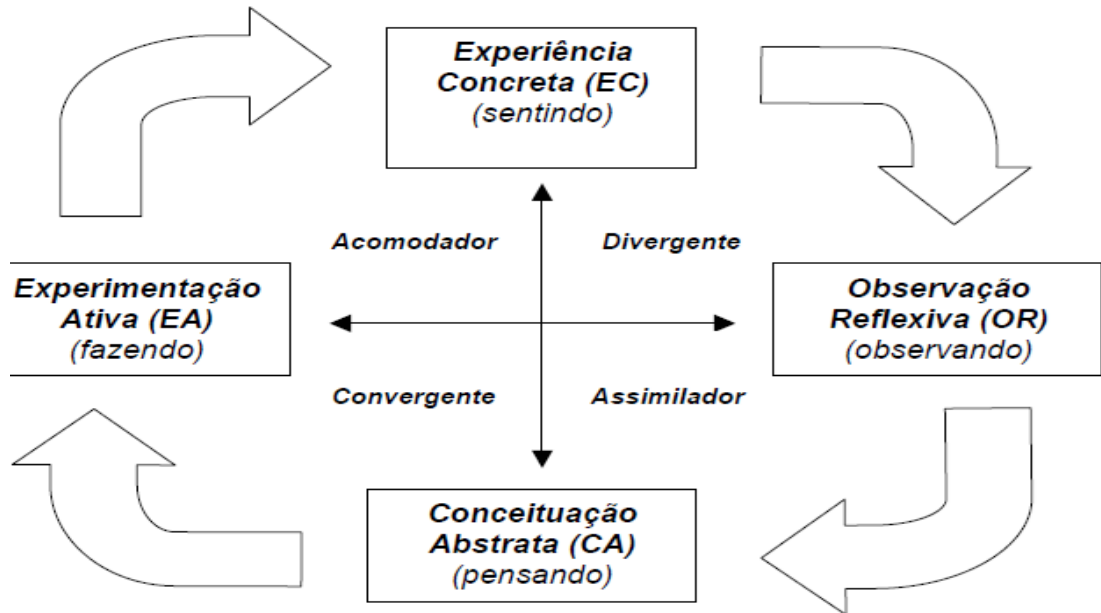 Experiência
Concreta (EC)
(sentindo)
Acomodador
Divergente
Experimentação
Ativa (EA)
(fazendo)
Observação
Reflexiva (OR)
(observando)
Convergente
Assimilador
Conceituação
Abstrata (CA)
(pensando)